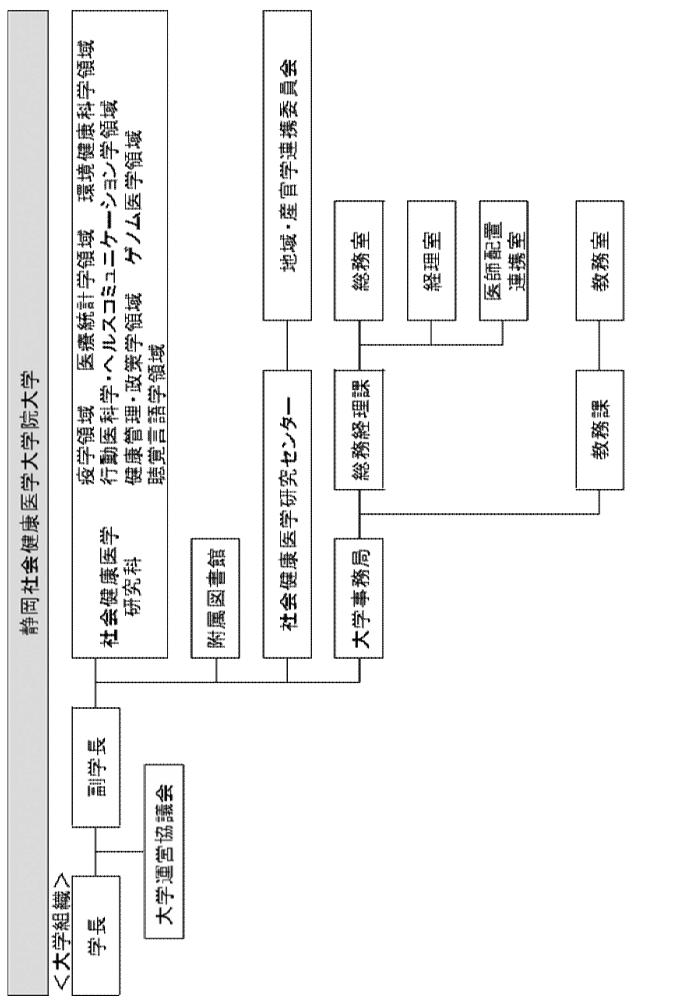 静岡社会健康医学大学院大学
＜大学組織＞
学長
大学運営協議会
副学長
社会健康医学
研究科
疫学領域　医療統計学領域　環境健康科学領域
行動医科学・ヘルスコミュニケーション学領域
健康管理・政策学領域　ゲノム医学領域
聴覚言語学領域
附属図書館
社会健康医学研究センター
地域・産官学連携委員会
大学事務局
総務経理課
総務室
経理室
医師配置
連携室
教務課
教務室